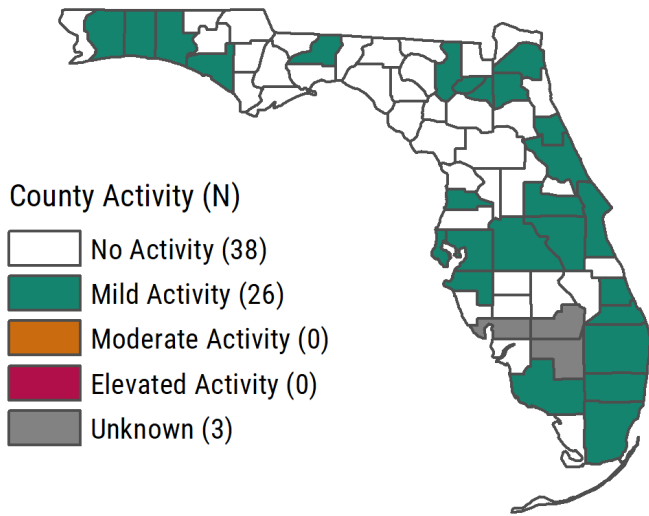 County Activity (N)
No Activity (38)
Mild Activity (26)
Moderate Activity (0)
Elevated Activity (0)
Unknown (3)